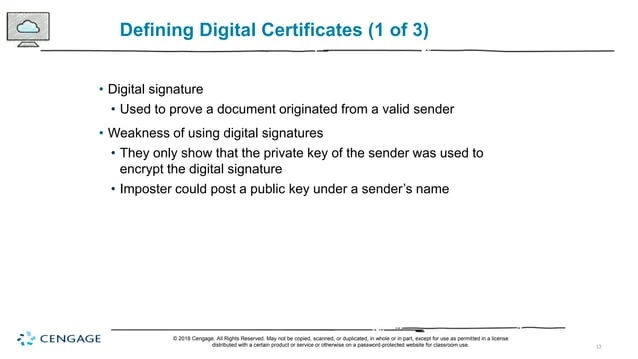 Defining Digital Certificates (1 of 3)
• Digital signature
• Used to prove a document originated from a valid sender
• Weakness of using digital signatures
• They only show that the private key of the sender was used to
encrypt the digital signature
• Imposter could post a public key under a sender's name
CENGAGE
© 2018 Cengage. All Rights Reserved. May not be copied, scanned, or duplicated, in whole or in part, except for use as permitted in a license
distributed with a certain product or service or otherwise on a password-protected website for classroom use.
17